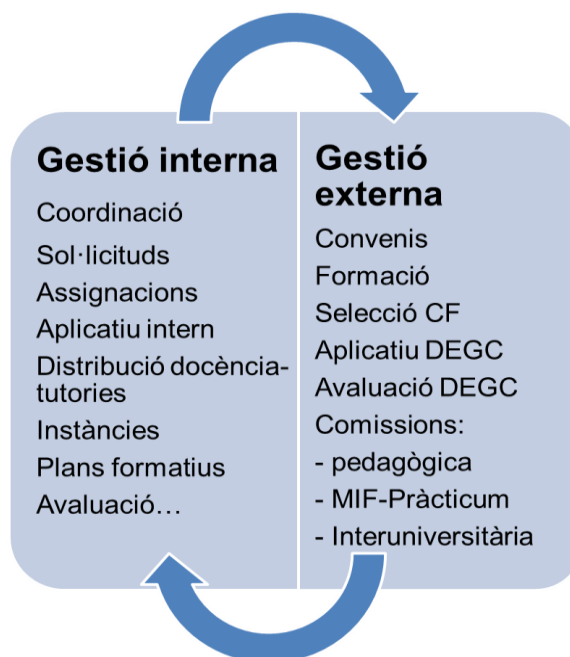 Gestió interna
Coordinació
Sol·licituds
Assignacions
Aplicatiu intern
Distribució docència-
tutories
Instàncies
Plans formatius
Avaluació…
Gestió
externa
Convenis
Formació
Selecció CF
Aplicatiu DEGC
Avaluació DEGC
Comissions:
- pedagògica
- MIF-Pràcticum
- Interuniversitària